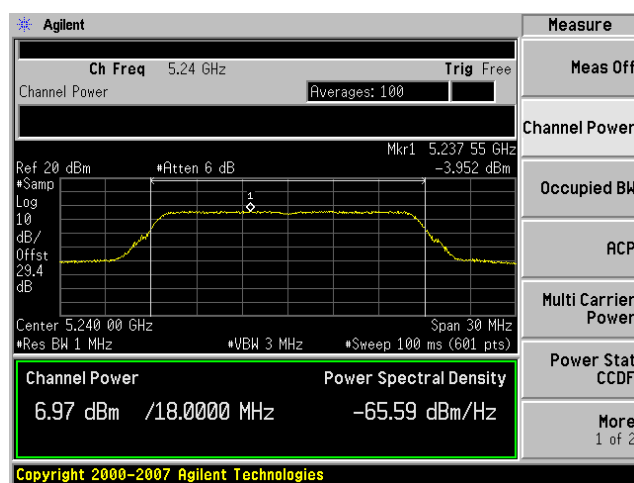 Agilent
Measure
Ch Freq 5.24 GHz Trig Free
Channel Power Averages: 100
Mkr1 5.237 55 GHz
Ref 20 dBm #Atten 6 dB -3.952 dBm
#Samp
Log
10
dB/
Offst
29.4
dB
1
Center 5.240 00 GHz Span 30 MHz
#Res BW 1 MHz #VBW 3 MHz #Sweep 100 ms (601 pts)
Channel Power Power Spectral Density
6.97 dBm /18.0000 MHz -65.59 dBm/Hz
Copyright 2000-2007 Agilent Technologies
Meas Off
Channel Power
Occupied BW
ACP
Multi Carrier
Power
Power Stat
CCDF
More
1 of 2